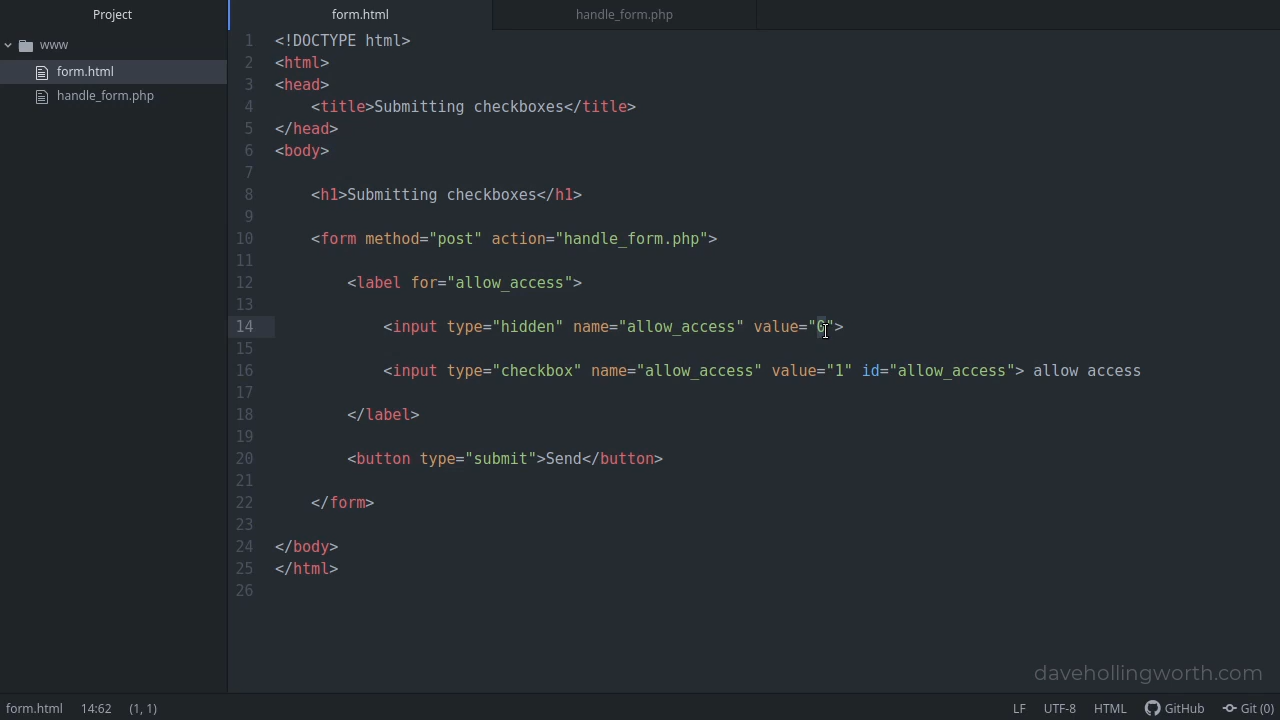 Project
form.html
handle_form.php
www
form.html
handle_form.php
1 <!DOCTYPE html>
2 <html>
3 <head>
4 <title>Submitting checkboxes</title>
5 </head>
6 <body>
7
8 <h1>Submitting checkboxes</h1>
9
10 <form method="post" action="handle_form.php">
11
12 <label for="allow_access">
13
14 <input type="hidden" name="allow_access" value="0">
15
16 <input type="checkbox" name="allow_access" value="1" id="allow_access"> allow access
17
18 </label>
19
20 <button type="submit">Send</button>
21
22 </form>
23
24 </body>
25 </html>
26
davehollingworth.com
form.html 14:62 (1, 1) LF UTF-8 HTML GitHub Git (0)